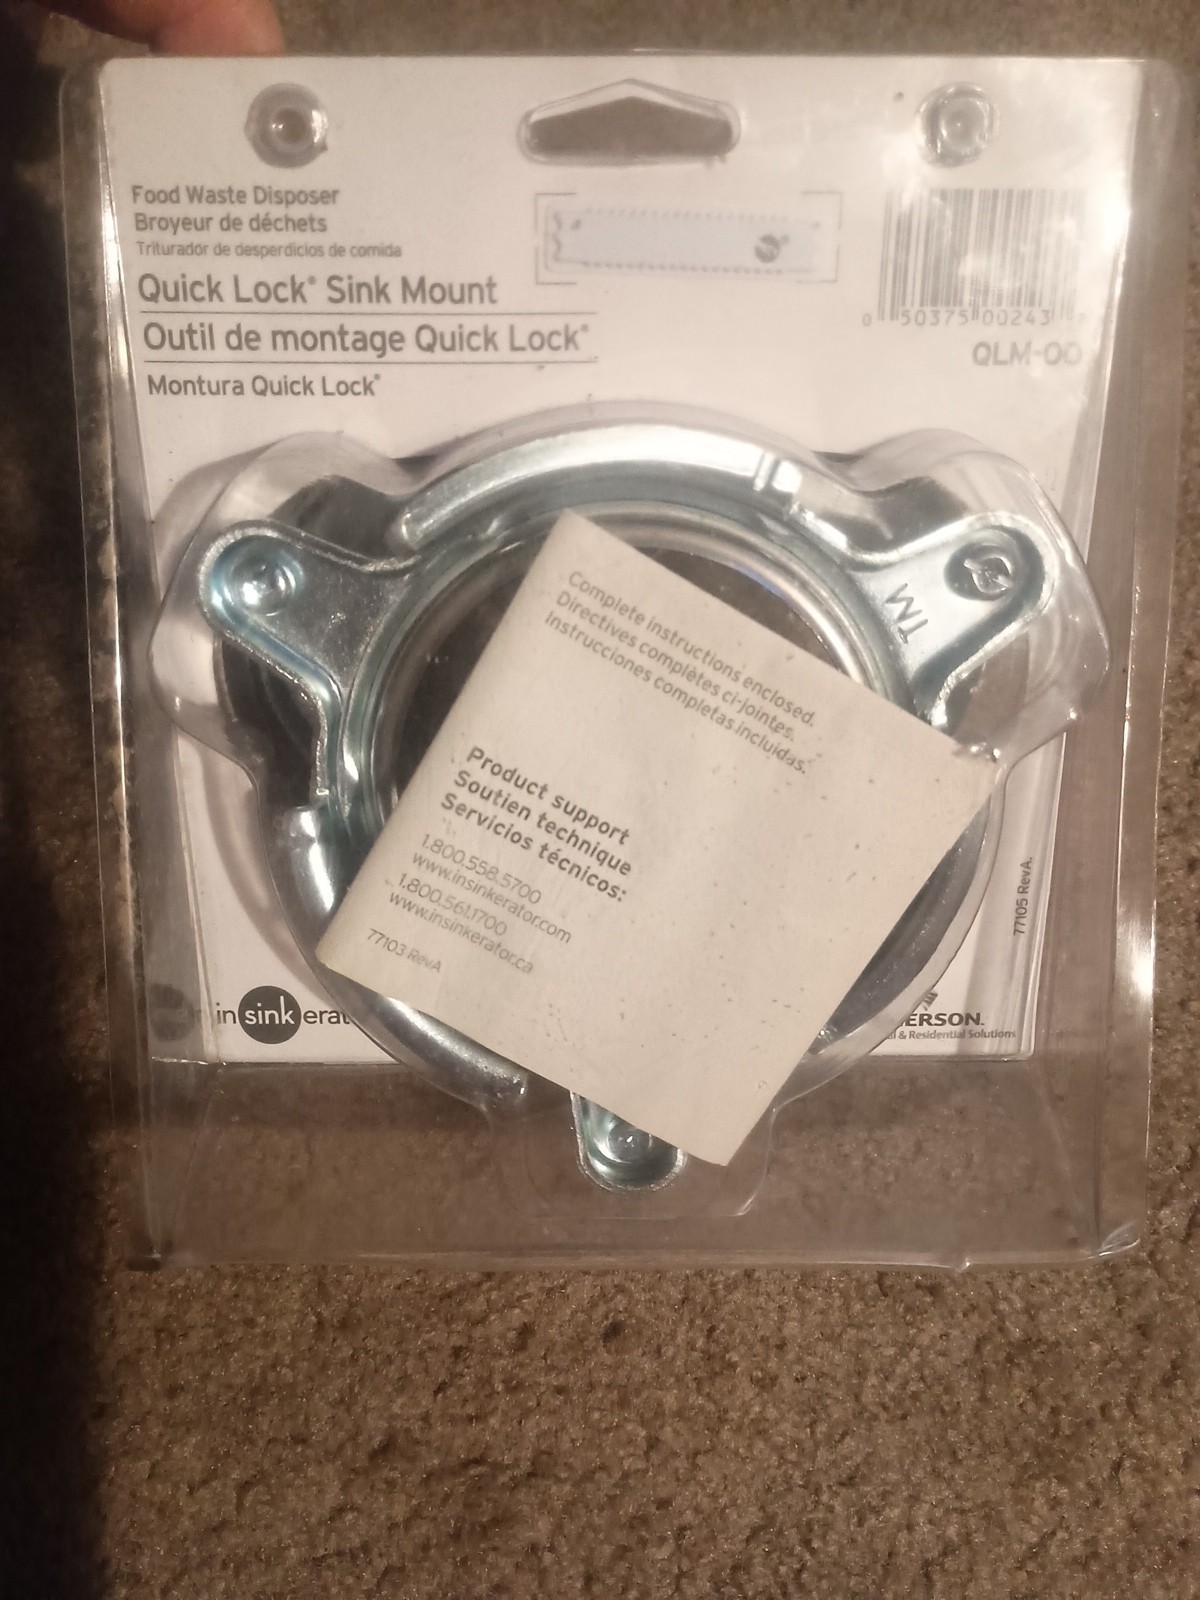 Food Waste Disposer
Broyeur de déchets
Triturador de desperdicios de comida
Quick Lock® Sink Mount
Outil de montage Quick Lock®
Montura Quick Lock®
0 50375 00243
QLM-00
TM
Complete instructions enclosed.
Directives complètes ci-jointes.
Instrucciones completas incluidas.
Product support
Soutien technique
Servicios técnicos:
1.800.558.5700
www.insinkerator.com
1.800.561.1700
www.insinkerator.ca
77103 RevA
77105 RevA.
insinkerat
ERSON.
& Residential Solutions